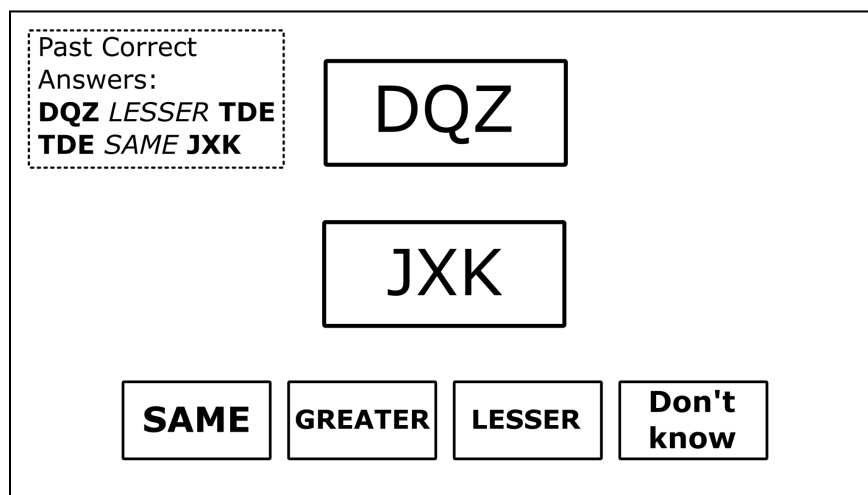 Past Correct
Answers:
DQZ LESSER TDE
TDE SAME JXK
DQZ
JXK
SAME
GREATER
LESSER
Don't
know